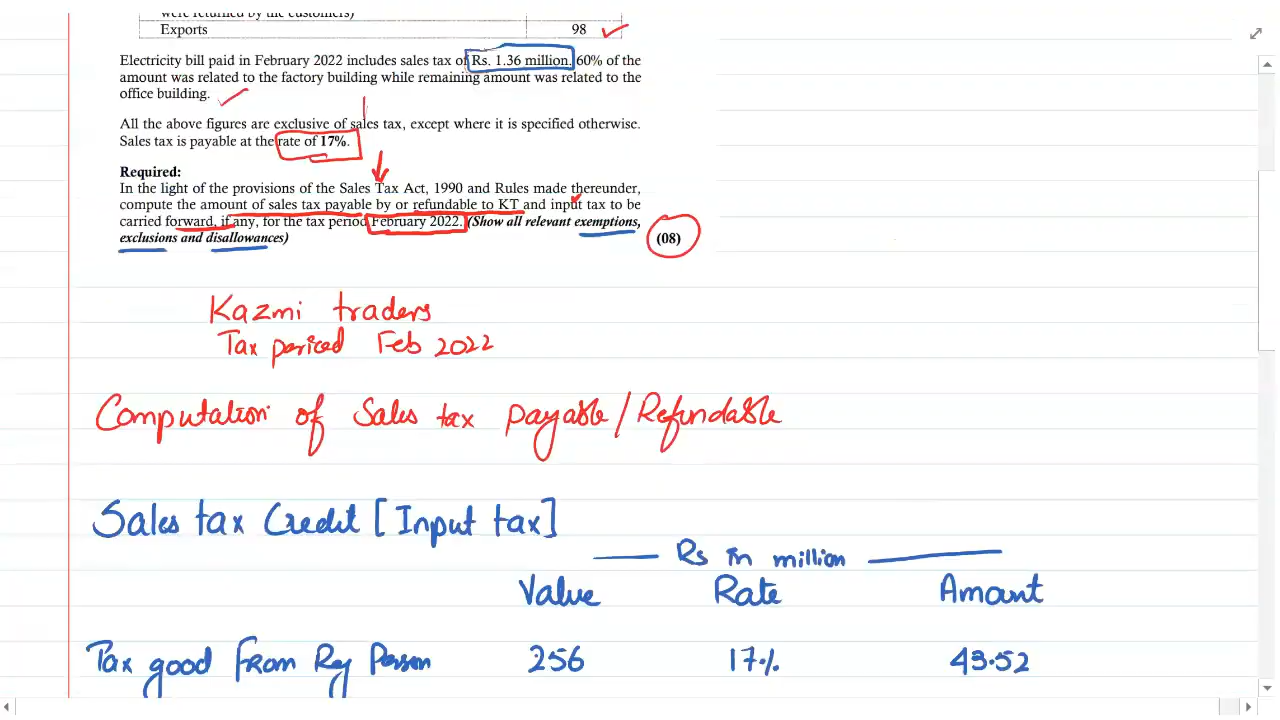 were returned by the customers)
Exports 98
Electricity bill paid in February 2022 includes sales tax of Rs. 1.36 million. 60% of the
amount was related to the factory building while remaining amount was related to the
office building.
All the above figures are exclusive of sales tax, except where it is specified otherwise.
Sales tax is payable at the rate of 17%.
Required:
In the light of the provisions of the Sales Tax Act, 1990 and Rules made thereunder,
compute the amount of sales tax payable by or refundable to KT and input tax to be
carried forward, if any, for the tax period February 2022. (Show all relevant exemptions,
exclusions and disallowances) (08)
Kazmi traders
Tax perioed Feb 2022
Computation of Sales tax payable/Refundable
Sales tax Credit [Input tax]
Rs in million
Value Rate Amount
Tax good From Reg Person 256 17% 43.52